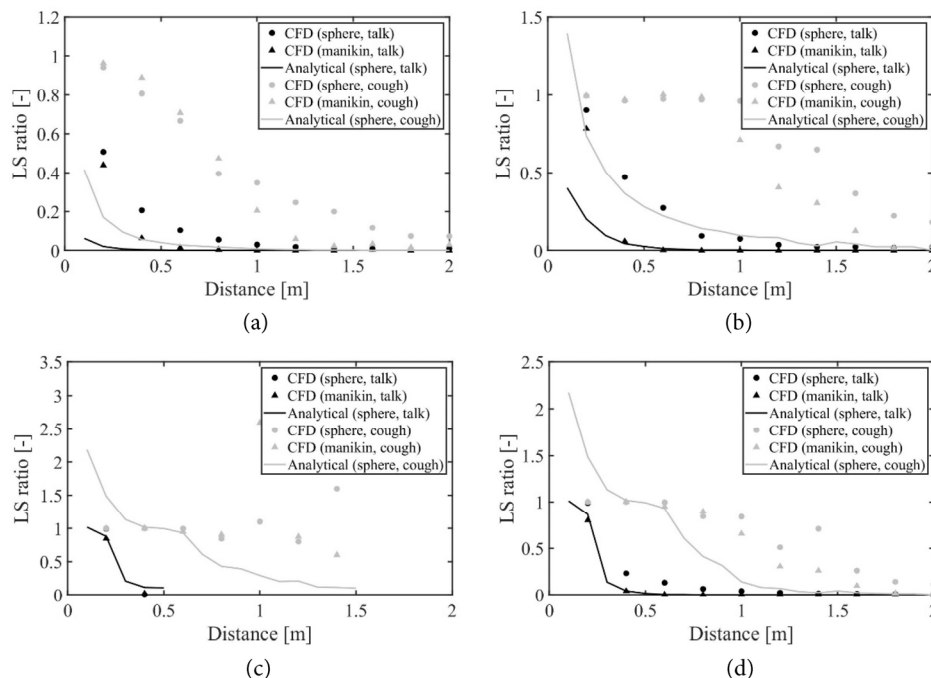 1.2
1
0.8
0.6
0.4
0.2
0
LS ratio [-]
0 0.5 1 1.5 2
Distance [m]
CFD (sphere, talk)
CFD (manikin, talk)
Analytical (sphere, talk)
CFD (sphere, cough)
CFD (manikin, cough)
Analytical (sphere, cough)
(a)
1.5
1
0.5
0
LS ratio [-]
0 0.5 1 1.5 2
Distance [m]
CFD (sphere, talk)
CFD (manikin, talk)
Analytical (sphere, talk)
CFD (sphere, cough)
CFD (manikin, cough)
Analytical (sphere, cough)
(b)
3.5
3
2.5
2
1.5
1
0.5
0
LS ratio [-]
0 0.5 1 1.5 2
Distance [m]
CFD (sphere, talk)
CFD (manikin, talk)
Analytical (sphere, talk)
CFD (sphere, cough)
CFD (manikin, cough)
Analytical (sphere, cough)
(c)
2.5
2
1.5
1
0.5
0
LS ratio [-]
0 0.5 1 1.5 2
Distance [m]
CFD (sphere, talk)
CFD (manikin, talk)
Analytical (sphere, talk)
CFD (sphere, cough)
CFD (manikin, cough)
Analytical (sphere, cough)
(d)